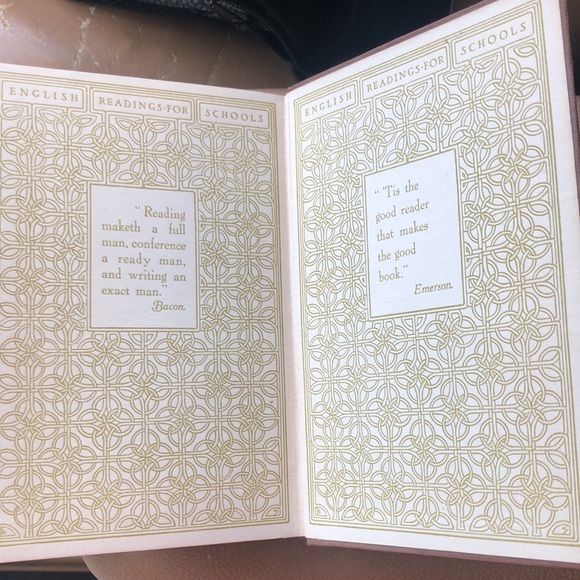 ENGLISH READINGS·FOR SCHOOLS
"Reading
maketh a full
man, conference
a ready man,
and writing an
exact man."
Bacon.
ENGLISH READINGS·FOR SCHOOLS
"'Tis the
good reader
that makes
the good
book."
Emerson.